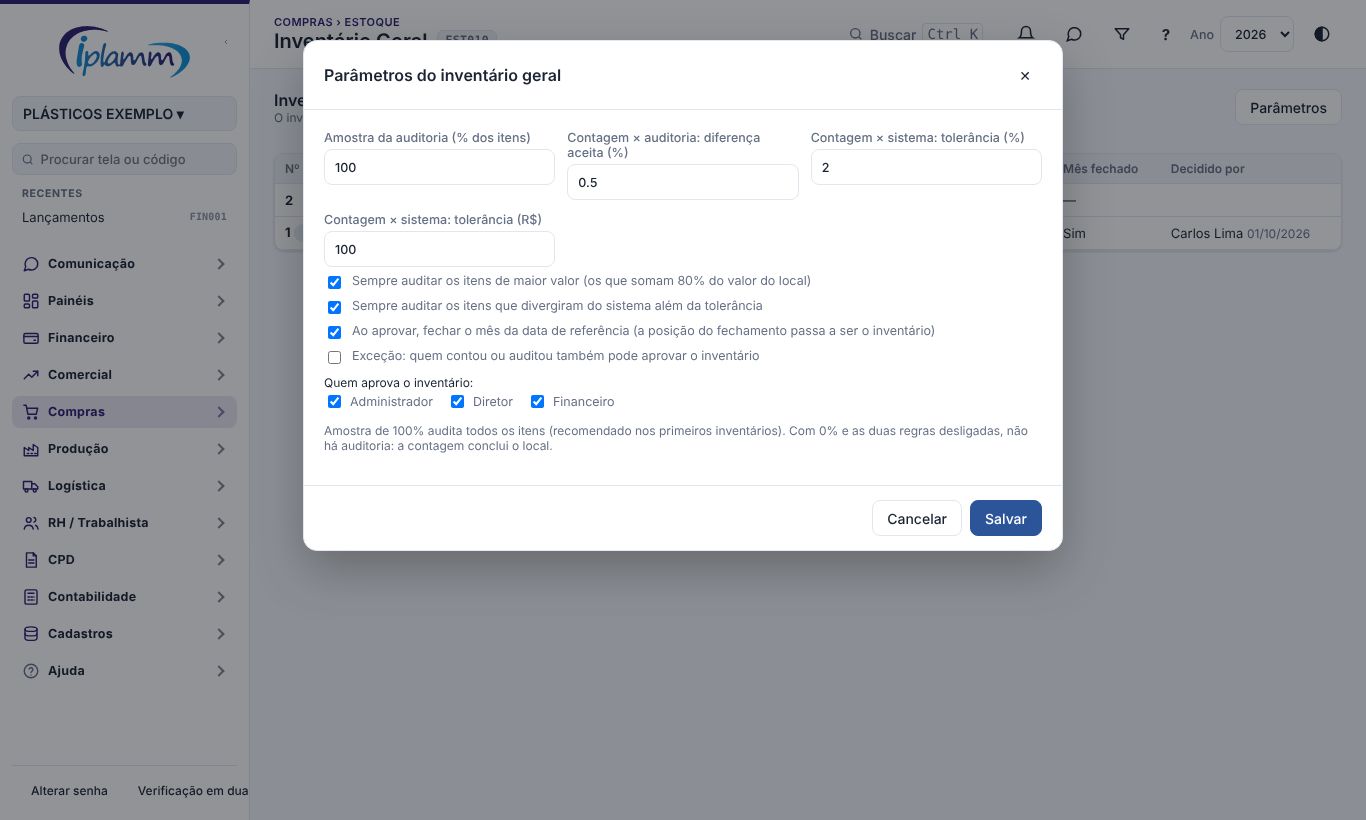 iplamm
PLÁSTICOS EXEMPLO ▾
Procurar tela ou código
RECENTES
Lançamentos FIN001
Comunicação
Painéis
Financeiro
Comercial
Compras
Produção
Logística
RH / Trabalhista
CPD
Contabilidade
Cadastros
Ajuda
Alterar senha Verificação em dua
COMPRAS › ESTOQUE
Inventário Geral EST010
Buscar Ctrl K
? Ano 2026
Inve
O inv
Parâmetros
Nº Mês fechado Decidido por
2 —
1 Sim Carlos Lima 01/10/2026
Parâmetros do inventário geral ×
Amostra da auditoria (% dos itens)
100
Contagem × auditoria: diferença
aceita (%)
0.5
Contagem × sistema: tolerância (%)
2
Contagem × sistema: tolerância (R$)
100
Sempre auditar os itens de maior valor (os que somam 80% do valor do local)
Sempre auditar os itens que divergiram do sistema além da tolerância
Ao aprovar, fechar o mês da data de referência (a posição do fechamento passa a ser o inventário)
Exceção: quem contou ou auditou também pode aprovar o inventário
Quem aprova o inventário:
Administrador Diretor Financeiro
Amostra de 100% audita todos os itens (recomendado nos primeiros inventários). Com 0% e as duas regras desligadas, não
há auditoria: a contagem conclui o local.
Cancelar Salvar